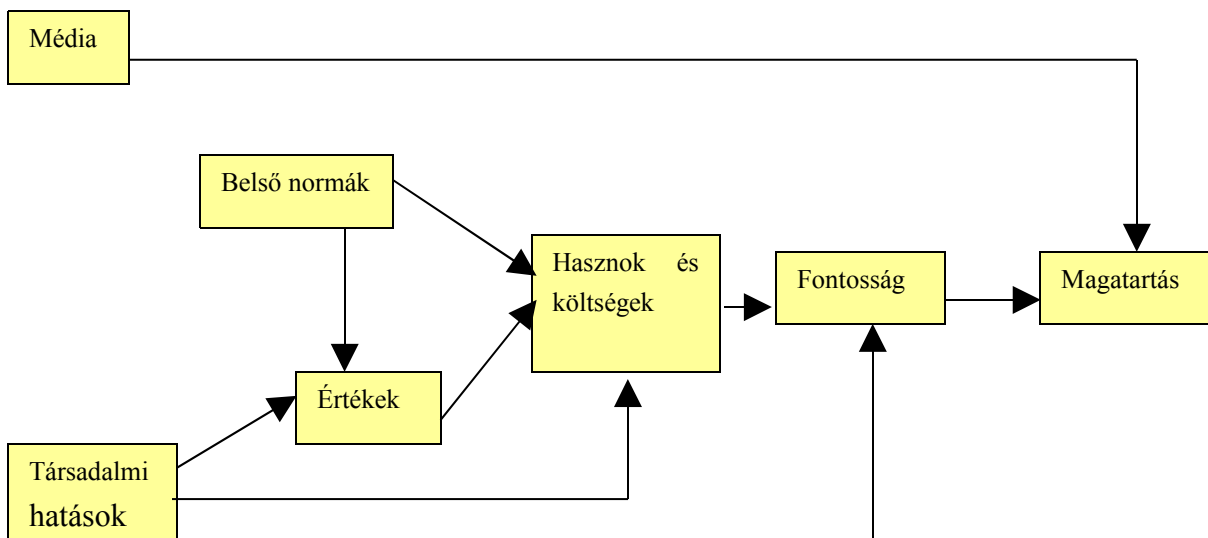 Média
Belső normák
Hasznok és
költségek
Fontosság
Magatartás
Értékek
Társadalmi
hatások